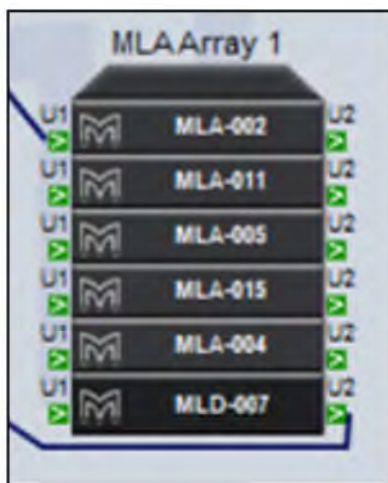 MLA Array 1
U1 MLA-002 U2
U1 MLA-011 U2
U1 MLA-005 U2
U1 MLA-015 U2
U1 MLA-004 U2
U1 MLD-007 U2